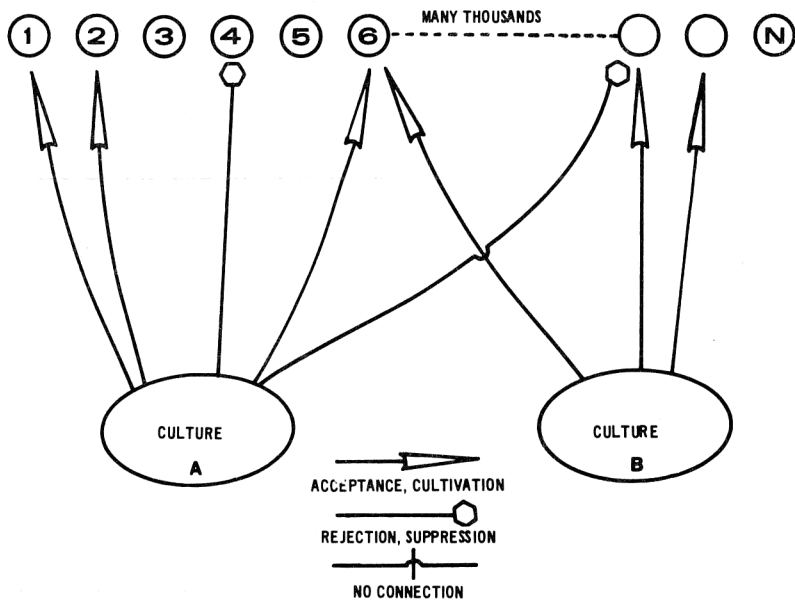 MANY THOUSANDS
1 2 3 4 5 6 N
CULTURE
A
CULTURE
B
ACCEPTANCE, CULTIVATION
REJECTION, SUPPRESSION
NO CONNECTION